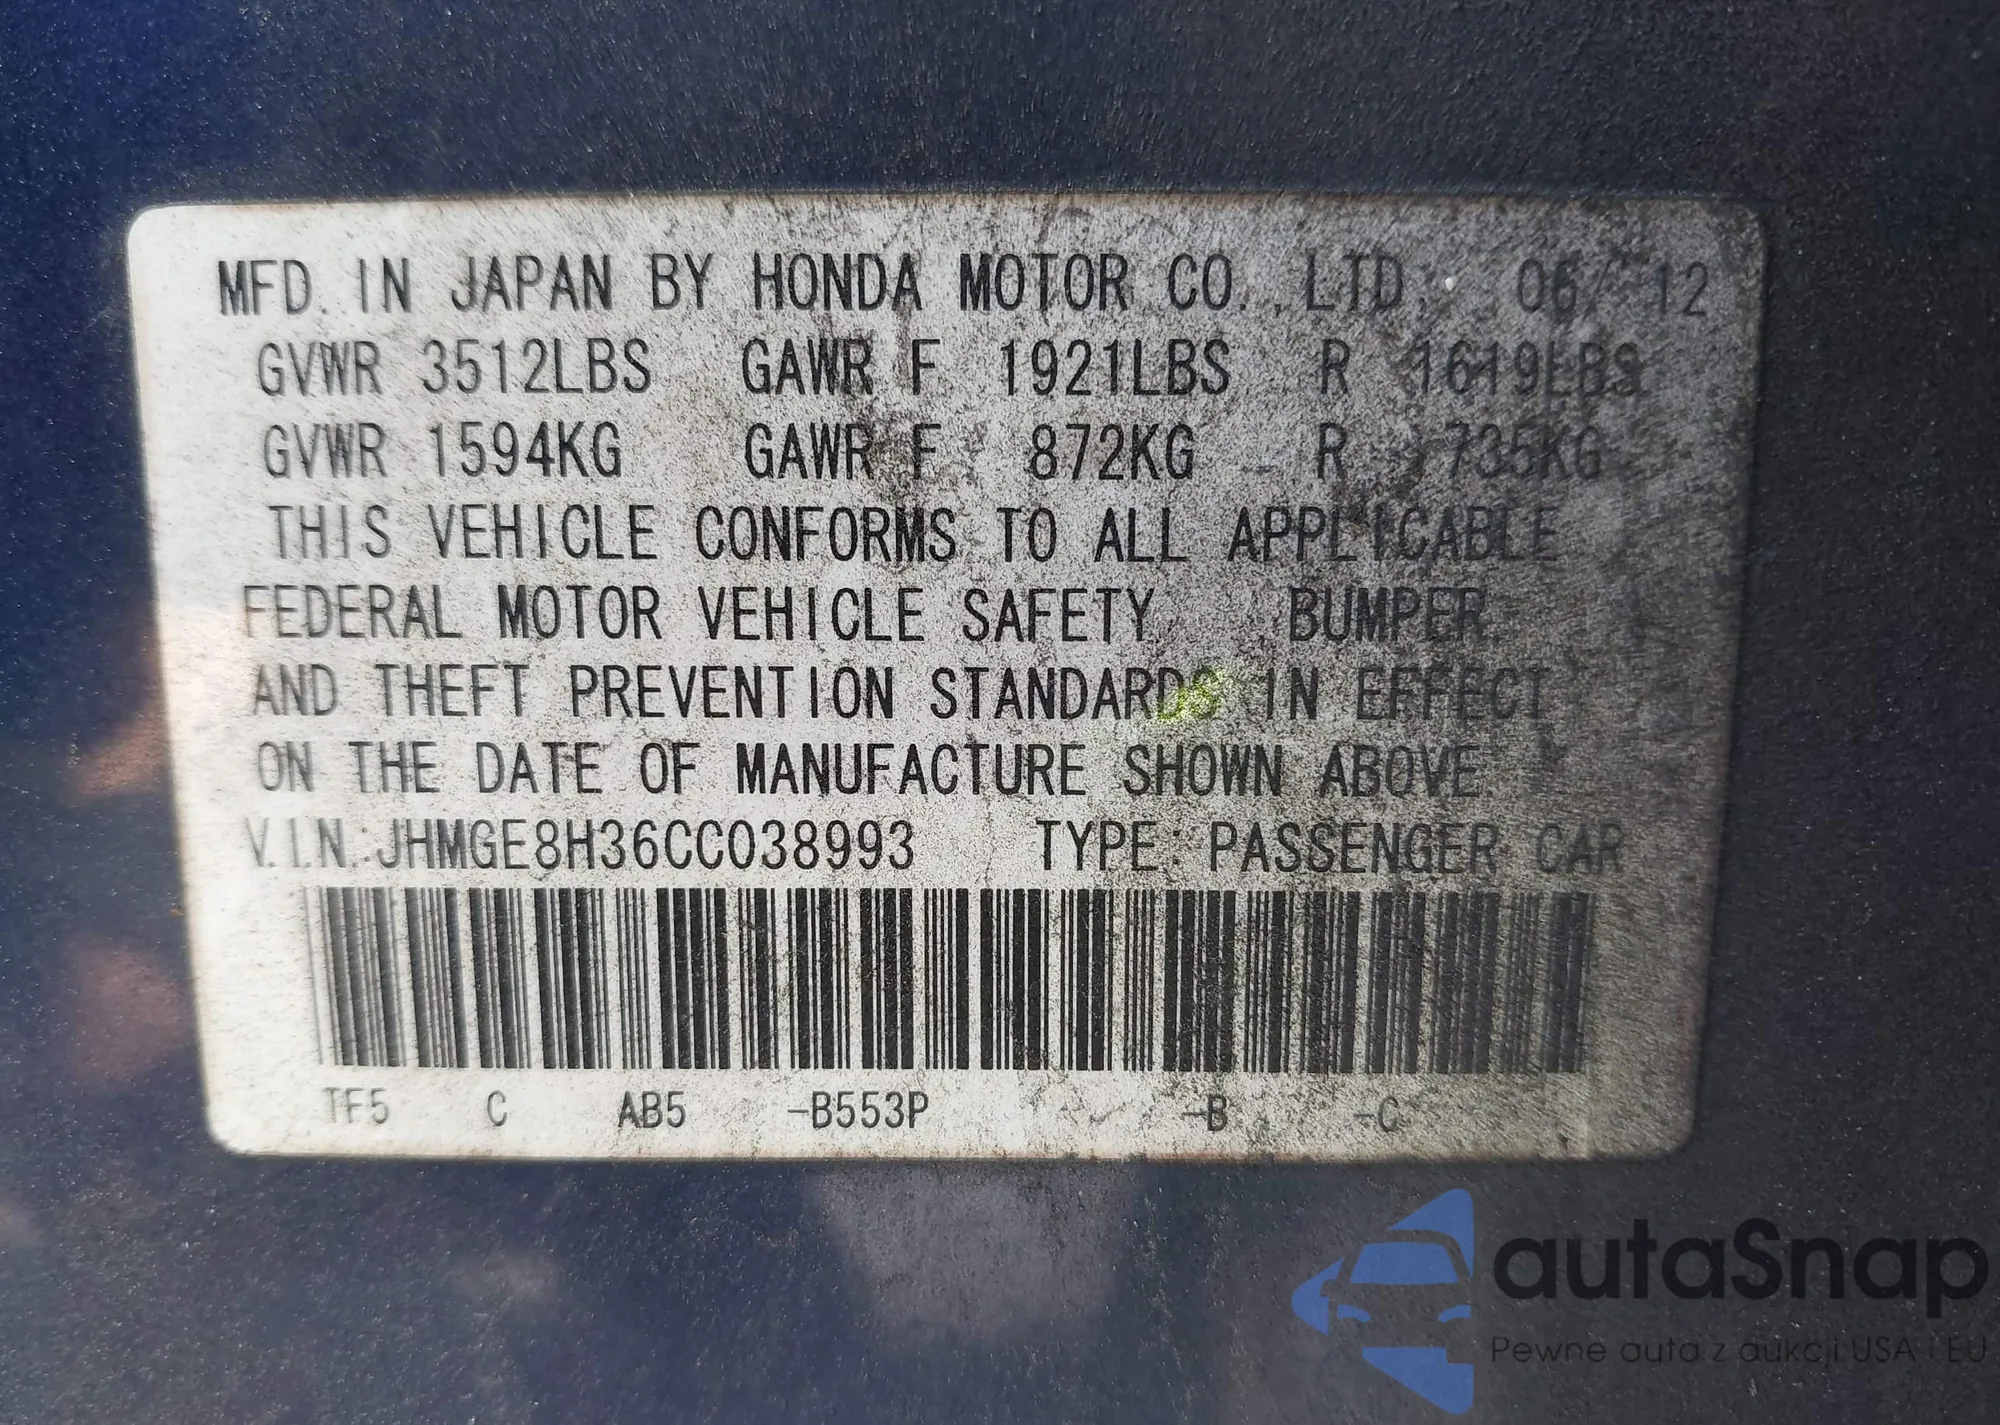 MFD. IN JAPAN BY HONDA MOTOR CO.,LTD. 06/ 12
GVWR 3512LBS GAWR F 1921LBS R 1619LBS
GVWR 1594KG GAWR F 872KG R 735KG
THIS VEHICLE CONFORMS TO ALL APPLICABLE
FEDERAL MOTOR VEHICLE SAFETY, BUMPER,
AND THEFT PREVENTION STANDARDS IN EFFECT
ON THE DATE OF MANUFACTURE SHOWN ABOVE.
V.I.N. JHMGE8H36CC038993 TYPE: PASSENGER CAR
TF5 C AB5 -B553P -B -C
autaSnap
Pewne auta z aukcji USA i EU